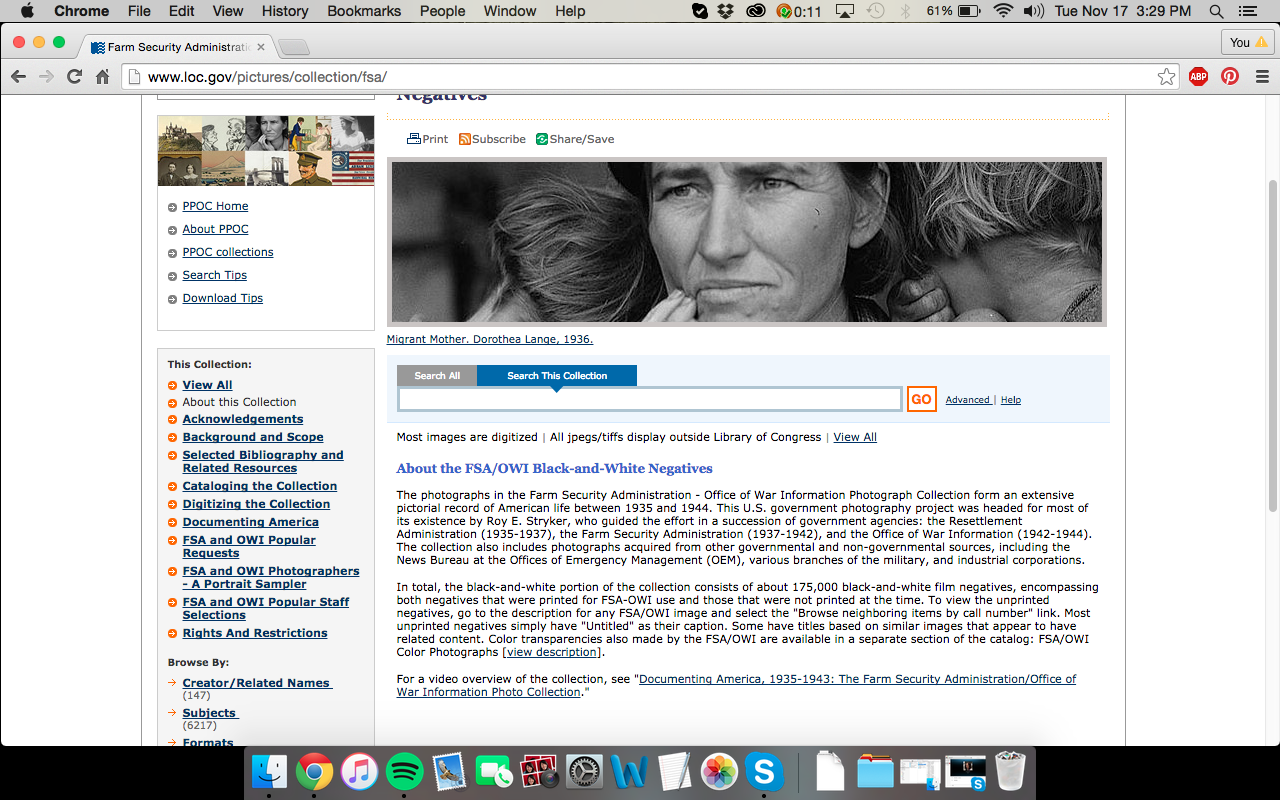 Chrome File Edit View History Bookmarks People Window Help 0:11 61% Tue Nov 17 3:29 PM
Farm Security Administratio
You
www.loc.gov/pictures/collection/fsa/
ABP
Negatives
Print Subscribe Share/Save
PPOC Home
About PPOC
PPOC collections
Search Tips
Download Tips
Migrant Mother. Dorothea Lange, 1936.
This Collection:
View All
About this Collection
Acknowledgements
Background and Scope
Selected Bibliography and
Related Resources
Cataloging the Collection
Digitizing the Collection
Documenting America
FSA and OWI Popular
Requests
FSA and OWI Photographers
- A Portrait Sampler
FSA and OWI Popular Staff
Selections
Rights And Restrictions
Browse By:
Creator/Related Names
(147)
Subjects
(6217)
Formats
Search All Search This Collection
GO Advanced | Help
Most images are digitized | All jpegs/tiffs display outside Library of Congress | View All
About the FSA/OWI Black-and-White Negatives
The photographs in the Farm Security Administration - Office of War Information Photograph Collection form an extensive
pictorial record of American life between 1935 and 1944. This U.S. government photography project was headed for most of
its existence by Roy E. Stryker, who guided the effort in a succession of government agencies: the Resettlement
Administration (1935-1937), the Farm Security Administration (1937-1942), and the Office of War Information (1942-1944).
The collection also includes photographs acquired from other governmental and non-governmental sources, including the
News Bureau at the Offices of Emergency Management (OEM), various branches of the military, and industrial corporations.
In total, the black-and-white portion of the collection consists of about 175,000 black-and-white film negatives, encompassing
both negatives that were printed for FSA-OWI use and those that were not printed at the time. To view the unprinted
negatives, go to the description for any FSA/OWI image and select the "Browse neighboring items by call number" link. Most
unprinted negatives simply have "Untitled" as their caption. Some have titles based on similar images that appear to have
related content. Color transparencies also made by the FSA/OWI are available in a separate section of the catalog: FSA/OWI
Color Photographs [view description].
For a video overview of the collection, see "Documenting America, 1935-1943: The Farm Security Administration/Office of
War Information Photo Collection."